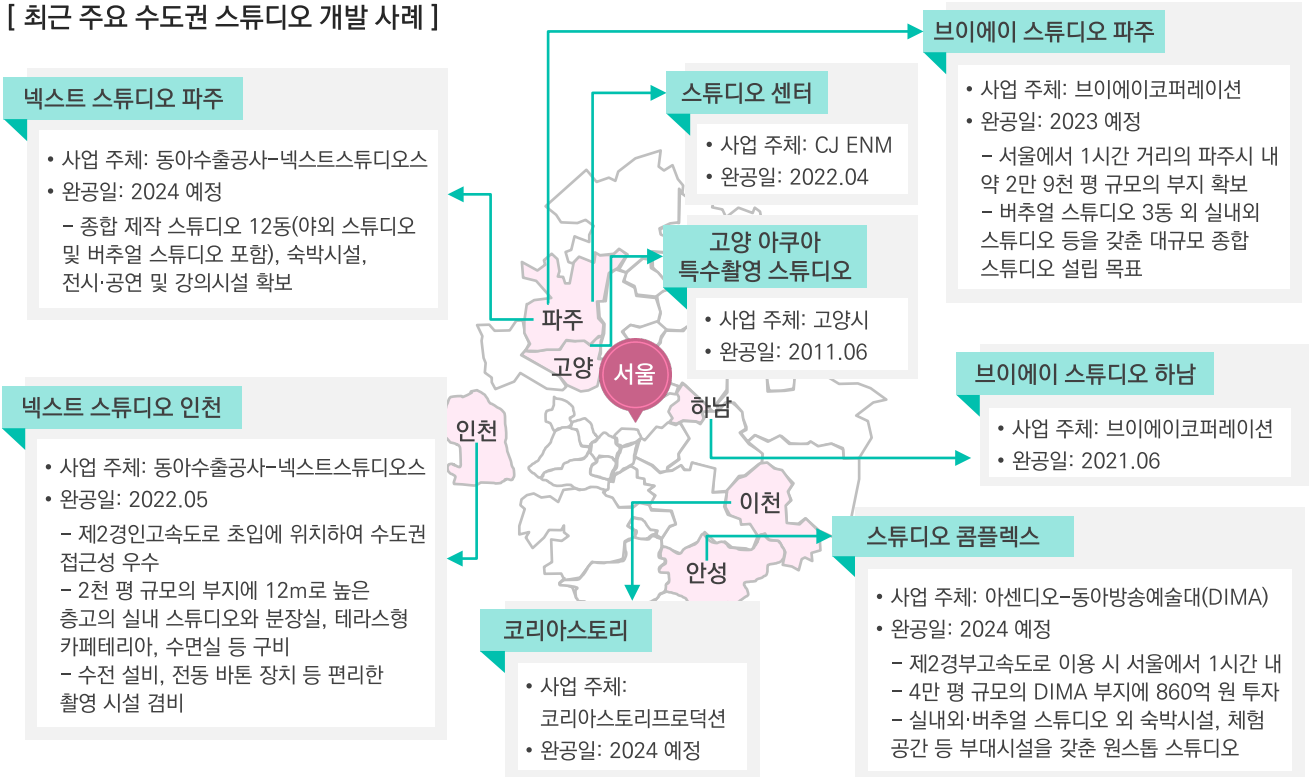 [ 최근 주요 수도권 스튜디오 개발 사례 ]
넥스트 스튜디오 파주
• 사업 주체: 동아수출공사-넥스트스튜디오스
• 완공일: 2024 예정
- 종합 제작 스튜디오 12동(야외 스튜디오
및 버추얼 스튜디오 포함), 숙박시설,
전시·공연 및 강의시설 확보
스튜디오 센터
• 사업 주체: CJ ENM
• 완공일: 2022.04
브이에이 스튜디오 파주
• 사업 주체: 브이에이코퍼레이션
• 완공일: 2023 예정
- 서울에서 1시간 거리의 파주시 내
약 2만 9천 평 규모의 부지 확보
- 버추얼 스튜디오 3동 외 실내외
스튜디오 등을 갖춘 대규모 종합
스튜디오 설립 목표
고양 아쿠아
특수촬영 스튜디오
• 사업 주체: 고양시
• 완공일: 2011.06
파주
고양
서울
하남
인천
이천
안성
브이에이 스튜디오 하남
• 사업 주체: 브이에이코퍼레이션
• 완공일: 2021.06
넥스트 스튜디오 인천
• 사업 주체: 동아수출공사-넥스트스튜디오스
• 완공일: 2022.05
- 제2경인고속도로 초입에 위치하여 수도권
접근성 우수
- 2천 평 규모의 부지에 12m로 높은
층고의 실내 스튜디오와 분장실, 테라스형
카페테리아, 수면실 등 구비
- 수전 설비, 전동 바톤 장치 등 편리한
촬영 시설 겸비
코리아스토리
• 사업 주체:
코리아스토리프로덕션
• 완공일: 2024 예정
스튜디오 콤플렉스
• 사업 주체: 아센디오-동아방송예술대(DIMA)
• 완공일: 2024 예정
- 제2경부고속도로 이용 시 서울에서 1시간 내
- 4만 평 규모의 DIMA 부지에 860억 원 투자
- 실내외·버추얼 스튜디오 외 숙박시설, 체험
공간 등 부대시설을 갖춘 원스톱 스튜디오